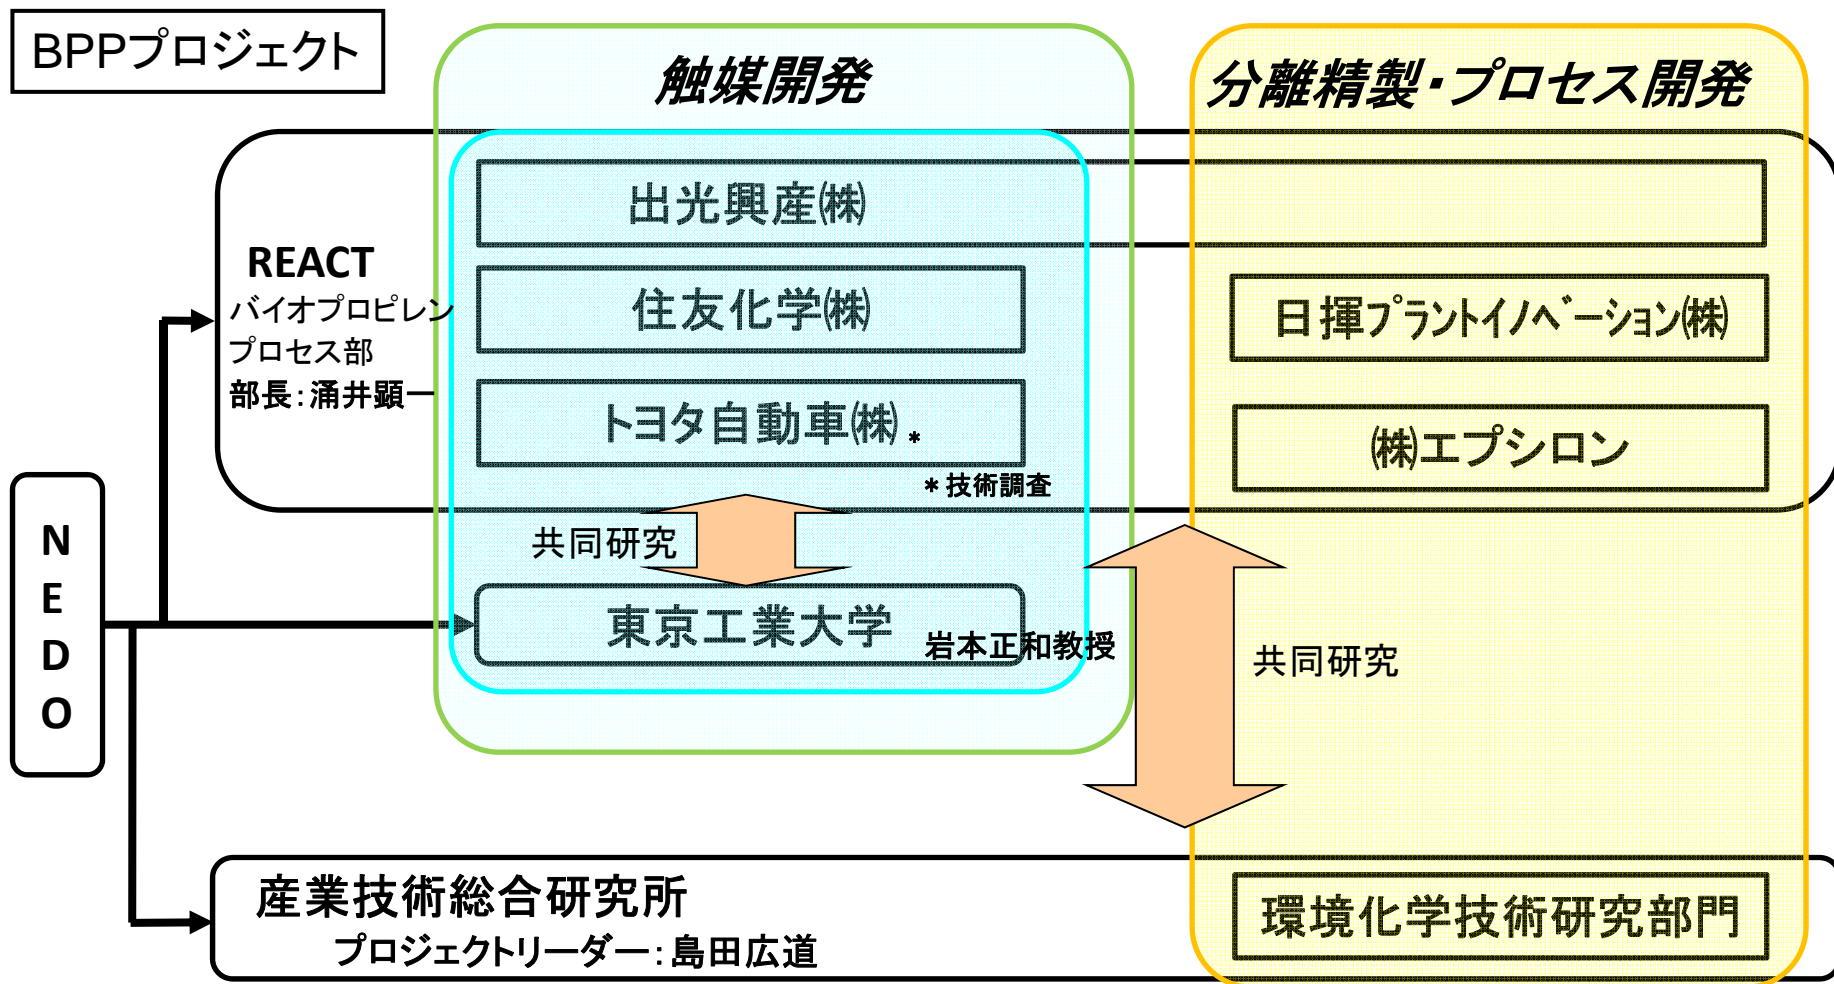 BPPプロジェクト
触媒開発
分離精製・プロセス開発
出光興産㈱
REACT
バイオプロピレン
プロセス部
部長：涌井顕一
住友化学㈱
日揮プラントイノベーション㈱
トヨタ自動車㈱ *
㈱エプシロン
＊技術調査
共同研究
NEDO
東京工業大学
岩本正和教授
共同研究
産業技術総合研究所
プロジェクトリーダー：島田広道
環境化学技術研究部門